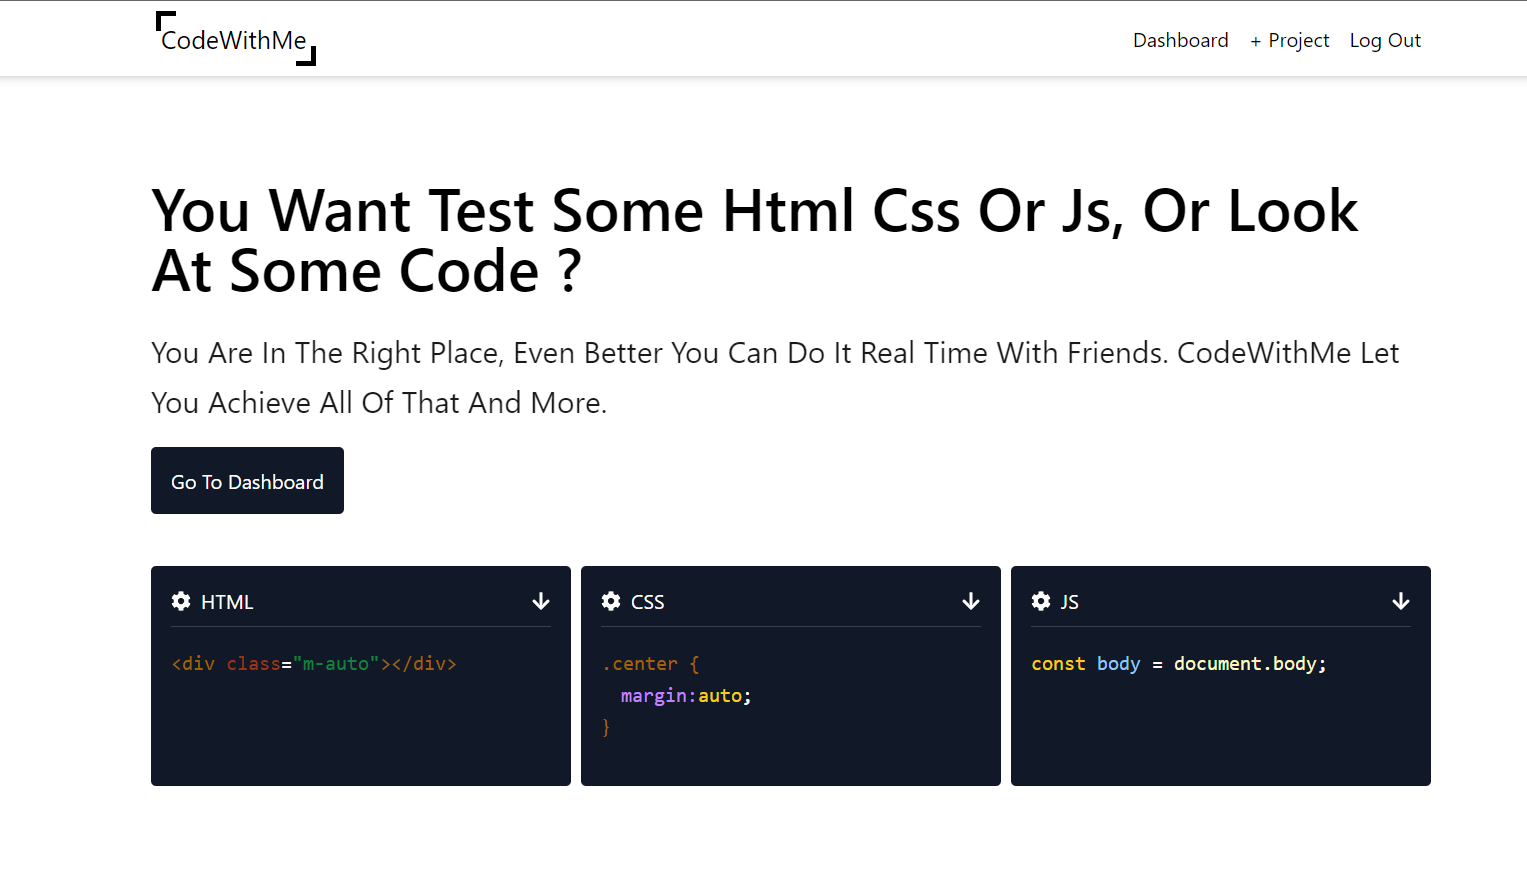 CodeWithMe
Dashboard + Project Log Out
You Want Test Some Html Css Or Js, Or Look
At Some Code ?
You Are In The Right Place, Even Better You Can Do It Real Time With Friends. CodeWithMe Let
You Achieve All Of That And More.
Go To Dashboard
HTML
<div class="m-auto"></div>
CSS
.center {
margin:auto;
}
JS
const body = document.body;